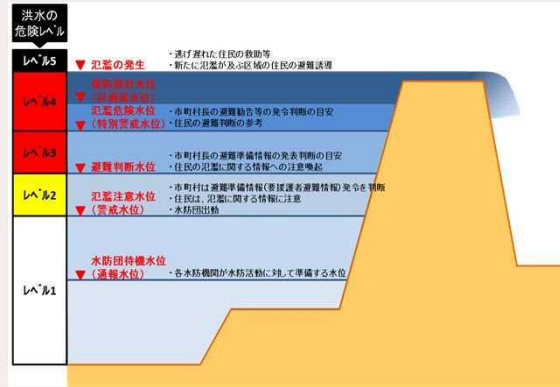 洪水の
危険レベル
レベル5
▼ 氾濫の発生
・逃げ遅れた住民の救助等
・新たに氾濫が及ぶ区域の住民の避難誘導
レベル4
氾濫危険水位
▼ (特別警戒水位)
・市町村長の避難勧告等の発令判断の目安
・住民の避難判断の参考
レベル3
▼ 避難判断水位
・市町村長の避難準備情報の発表判断の目安
・住民の氾濫に関する情報への注意喚起
レベル2
氾濫注意水位
▼ (警戒水位)
・市町村は避難準備情報(要援護者避難情報)発令を判断
・住民は、氾濫に関する情報に注意
・水防団出動
レベル1
水防団待機水位
▼ (通報水位)
・各水防機関が水防活動に対して準備する水位